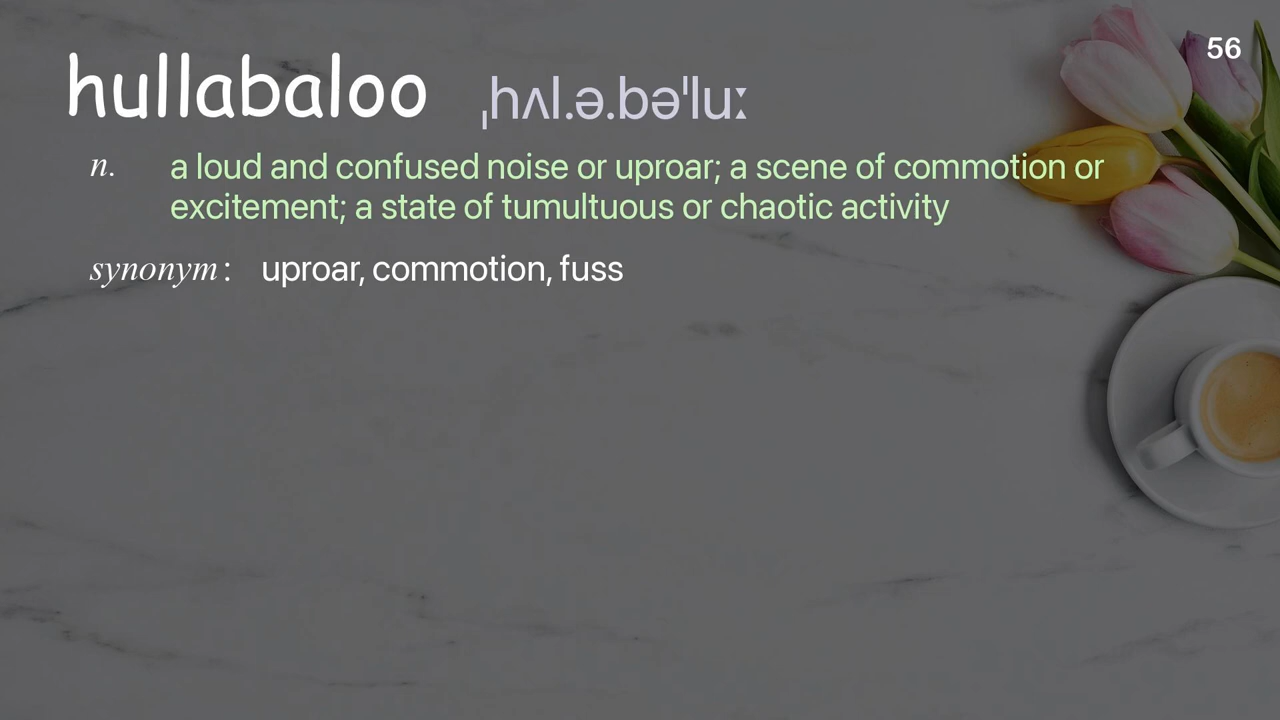 56
hullabaloo ˌhʌl.ə.bəˈluː
n. a loud and confused noise or uproar; a scene of commotion or
excitement; a state of tumultuous or chaotic activity
synonym: uproar, commotion, fuss